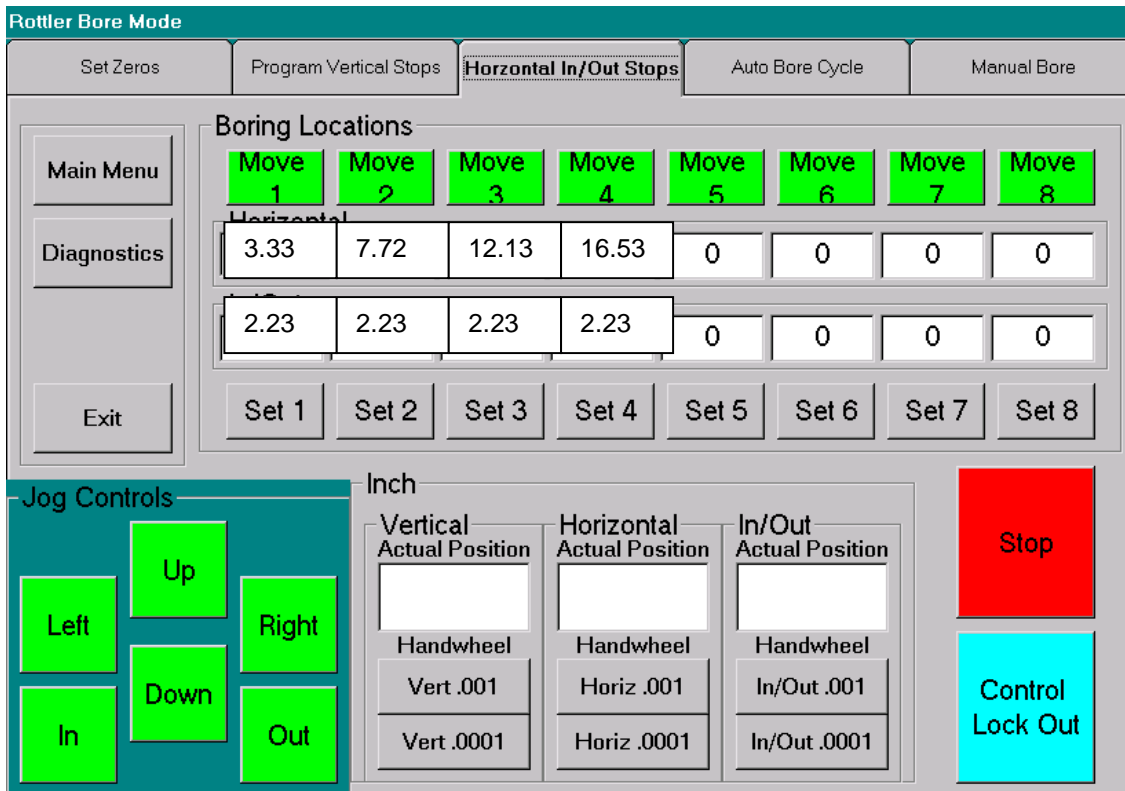 Rottler Bore Mode
Set Zeros
Program Vertical Stops
Horzontal In/Out Stops
Auto Bore Cycle
Manual Bore
Main Menu
Diagnostics
Exit
Boring Locations
Move 1
Move 2
Move 3
Move 4
Move 5
Move 6
Move 7
Move 8
Horizontal
3.33 7.72 12.13 16.53 0 0 0 0
In/Out
2.23 2.23 2.23 2.23 0 0 0 0
Set 1 Set 2 Set 3 Set 4 Set 5 Set 6 Set 7 Set 8
Jog Controls
Up
Left
Right
Down
In
Out
Inch
Vertical
Actual Position
Handwheel
Vert .001
Vert .0001
Horizontal
Actual Position
Handwheel
Horiz .001
Horiz .0001
In/Out
Actual Position
Handwheel
In/Out .001
In/Out .0001
Stop
Control
Lock Out